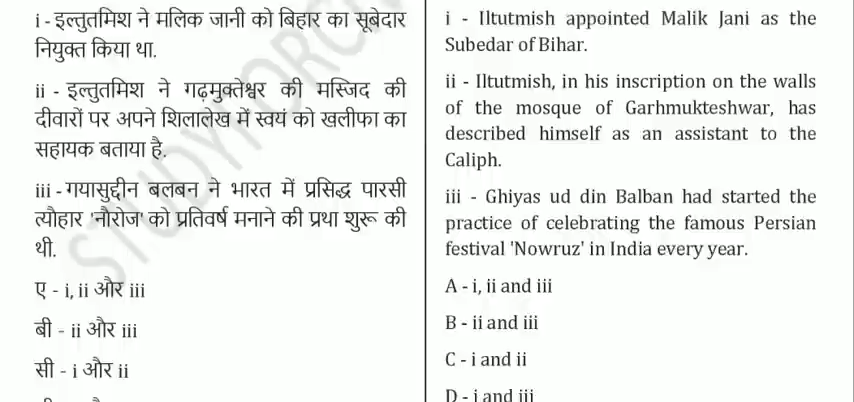 i - इल्तुतमिश ने मलिक जानी को बिहार का सूबेदार
नियुक्त किया था.
ii - इल्तुतमिश ने गढ़मुक्तेश्वर की मस्जिद की
दीवारों पर अपने शिलालेख में स्वयं को खलीफा का
सहायक बताया है.
iii - गयासुद्दीन बलबन ने भारत में प्रसिद्ध पारसी
त्यौहार 'नौरोज' को प्रतिवर्ष मनाने की प्रथा शुरू की
थी.
ए - i, ii और iii
बी - ii और iii
सी - i और ii
i - Iltutmish appointed Malik Jani as the
Subedar of Bihar.
ii - Iltutmish, in his inscription on the walls
of the mosque of Garhmukteshwar, has
described himself as an assistant to the
Caliph.
iii - Ghiyas ud din Balban had started the
practice of celebrating the famous Persian
festival 'Nowruz' in India every year.
A - i, ii and iii
B - ii and iii
C - i and ii
D - i and iii